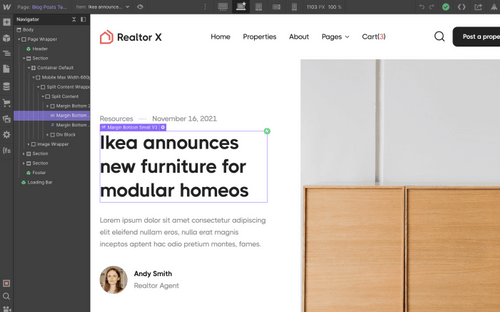 Page: Blog Posts Te...
Item: Ikea announce...
1103 PX 100 %
Navigator
Body
Page Wrapper
Header
Section
Container Default
Mobile Max Width 650p
Split Content Wrapp
Split Content
Margin Bottom
Margin Bottom
Margin Bottom
Div Block
Image Wrapper
Section
Section
Footer
Loading Bar
Realtor X
Home Properties About Pages Cart(3)
Post a prope
Resources — November 16, 2021
H1 Margin Bottom Small V2
Ikea announces
new furniture for
modular homeos
Lorem ipsum dolor sit amet consectetur adipiscing
elit eleifend nullam eros, nulla erat magnis
inceptos aptent hac odio pretium montes, fames.
Andy Smith
Realtor Agent